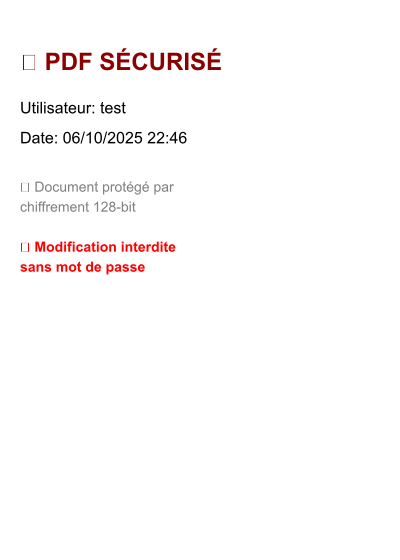 PDF SÉCURISÉ
Utilisateur: test
Date: 06/10/2025 22:46
Document protégé par
chiffrement 128-bit
Modification interdite
sans mot de passe